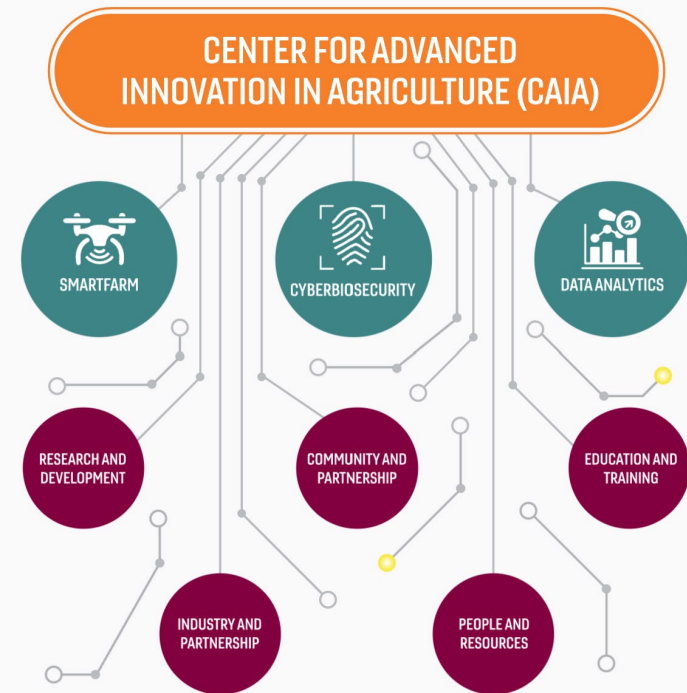 CENTER FOR ADVANCED
INNOVATION IN AGRICULTURE (CAIA)
SMARTFARM
CYBERBIOSECURITY
DATA ANALYTICS
RESEARCH AND
DEVELOPMENT
COMMUNITY AND
PARTNERSHIP
EDUCATION AND
TRAINING
INDUSTRY AND
PARTNERSHIP
PEOPLE AND
RESOURCES